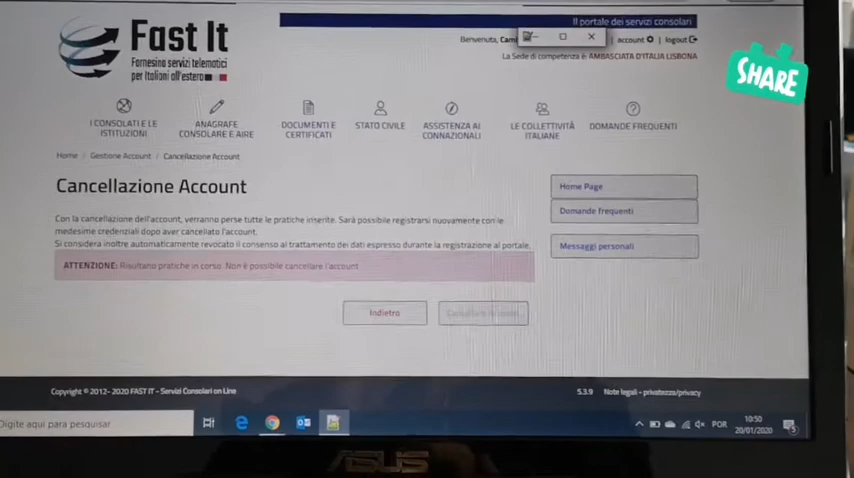 Fast It
Farnesina servizi telematici
per Italiani all'estero
Il portale dei servizi consolari
Benvenuta, Cam
account
logout
La Sede di competenza è: AMBASCIATA D'ITALIA LISBONA
SHARE
I CONSOLATI E LE
ISTITUZIONI
ANAGRAFE
CONSOLARE E AIRE
DOCUMENTI E
CERTIFICATI
STATO CIVILE
ASSISTENZA AI
CONNAZIONALI
LE COLLETTIVITÀ
ITALIANE
DOMANDE FREQUENTI
Home / Gestione Account / Cancellazione Account
Cancellazione Account
Con la cancellazione dell'account, verranno perse tutte le pratiche inserite. Sarà possibile registrarsi nuovamente con le
medesime credenziali dopo aver cancellato l'account.
Si considera inoltre automaticamente revocato il consenso al trattamento dei dati espresso durante la registrazione al portale.
ATTENZIONE: Risultano pratiche in corso. Non è possibile cancellare l'account
Indietro
Home Page
Domande frequenti
Messaggi personali
Copyright © 2012- 2020 FAST IT - Servizi Consolari on Line
5.3.9 Note legali - privatezza/privacy
Digite aqui para pesquisar
POR
10:50
20/01/2020
5
ASUS